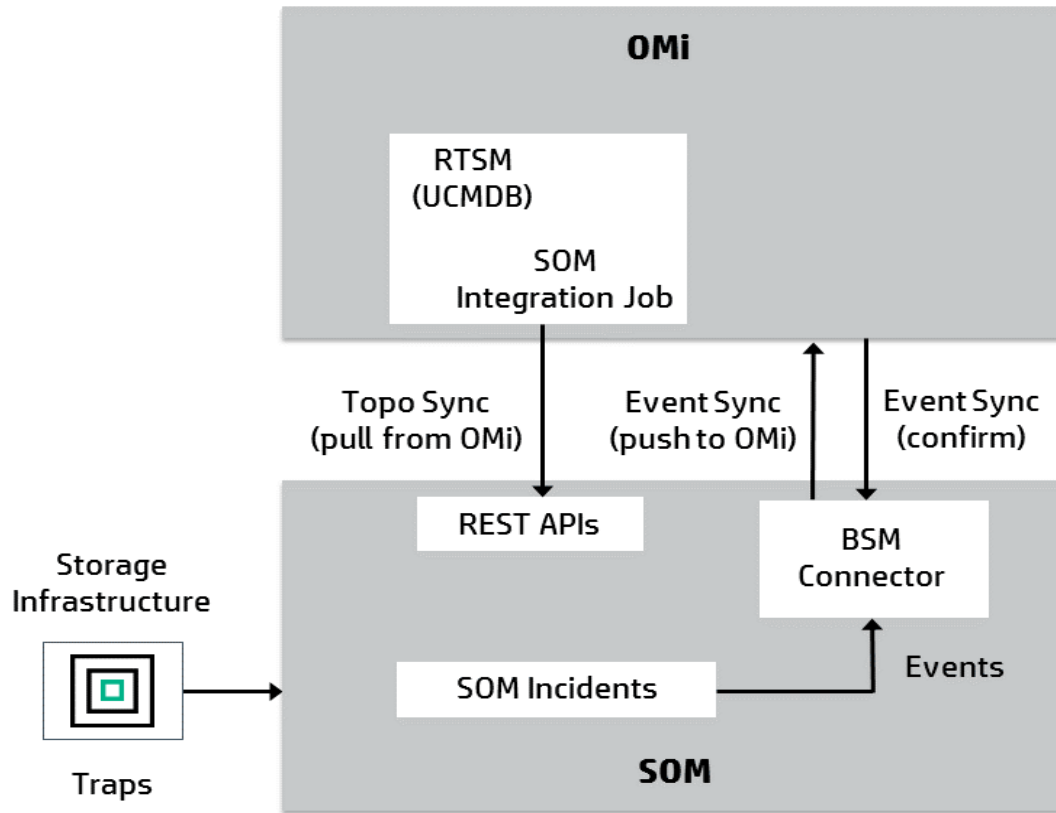 OMi
RTSM
(UCMDB)
SOM
Integration Job
Topo Sync
(pull from OMi)
Event Sync
(push to OMi)
Event Sync
(confirm)
REST APIs
BSM
Connector
Storage
Infrastructure
SOM Incidents
Events
Traps
SOM